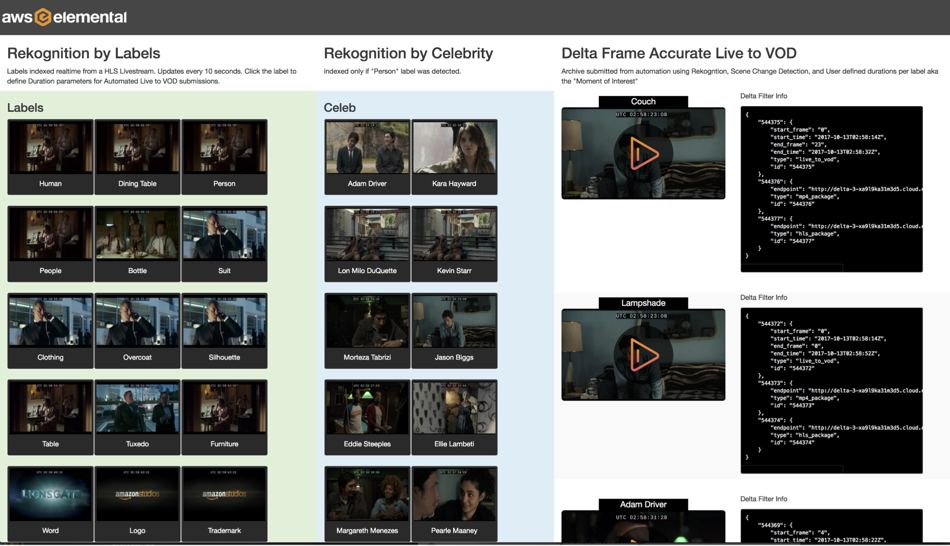 aws elemental
Rekognition by Labels
Labels indexed realtime from a HLS Livestream. Updates every 10 seconds. Click the label to
define Duration parameters for Automated Live to VOD submissions.
Labels
Human
Dining Table
Person
People
Bottle
Suit
Clothing
Overcoat
Silhouette
Table
Tuxedo
Furniture
LIONSGATE
amazonstudios
amazonstudios
Word
Logo
Trademark
Rekognition by Celebrity
indexed only if "Person" label was detected.
Celeb
Adam Driver
Kara Hayward
Lon Milo DuQuette
Kevin Starr
Morteza Tabrizi
Jason Biggs
Eddie Steeples
Ellie Lambeti
Margareth Menezes
Pearle Maaney
Delta Frame Accurate Live to VOD
Archive submitted from automation using Rekogntion, Scene Change Detection, and User defined durations per label aka
the "Moment of Interest"
Couch
UTC 02:58:23:08
Delta Filter Info
{
"544375": {
"start_frame": "0",
"start_time": "2017-10-13T02:58:14Z",
"end_frame": "23",
"end_time": "2017-10-13T02:58:32Z",
"type": "live_to_vod",
"id": "544375"
},
"544376": {
"endpoint": "http://delta-3-xa9l9ka31m3d5.cloud.
"type": "mp4_package",
"id": "544376"
},
"544377": {
"endpoint": "http://delta-3-xa9l9ka31m3d5.cloud.
"type": "hls_package",
"id": "544377"
}
}
Lampshade
UTC 02:58:23:08
Delta Filter Info
{
"544372": {
"start_frame": "0",
"end_frame": "0",
"end_time": "2017-10-13T02:58:52Z",
"type": "live_to_vod",
"id": "544372"
},
"544373": {
"endpoint": "http://delta-3-xa9l9ka31m3d5.cloud.
"type": "mp4_package",
"id": "544373"
},
"544374": {
"endpoint": "http://delta-3-xa9l9ka31m3d5.cloud.
"type": "hls_package",
"id": "544374"
}
}
Adam Driver
UTC 02:58:31:28
Delta Filter Info
{
"544369": {
"start_frame": "4",
"start_time": "2017-10-13T02:58:22Z",